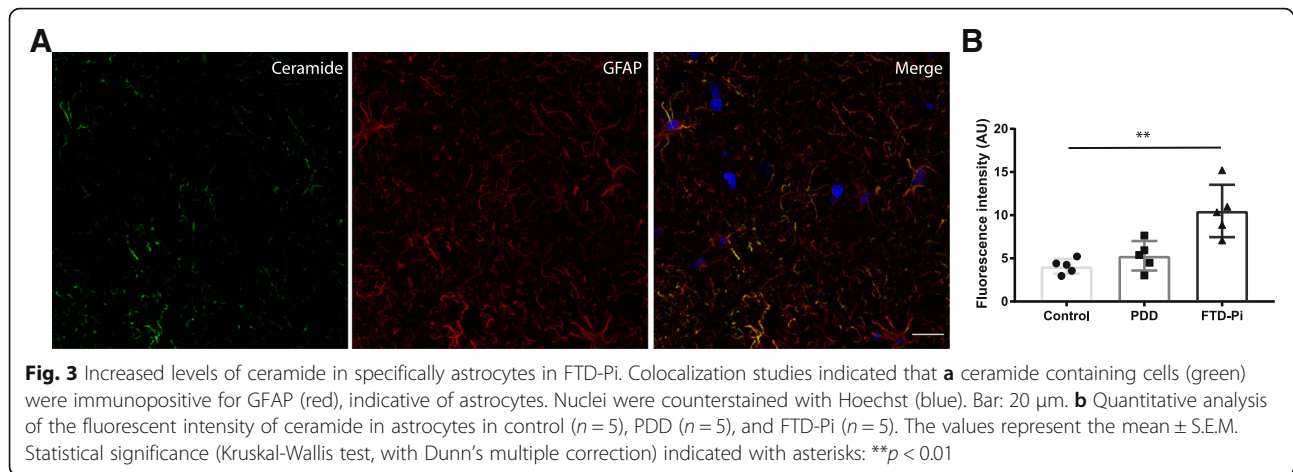 A
B
Ceramide
GFAP
Merge
Fluorescence intensity (AU)
20
15
10
5
0
**
Control
PDD
FTD-Pi
Fig. 3 Increased levels of ceramide in specifically astrocytes in FTD-Pi. Colocalization studies indicated that a ceramide containing cells (green)
were immunopositive for GFAP (red), indicative of astrocytes. Nuclei were counterstained with Hoechst (blue). Bar: 20 μm. b Quantitative analysis
of the fluorescent intensity of ceramide in astrocytes in control (n = 5), PDD (n = 5), and FTD-Pi (n = 5). The values represent the mean ± S.E.M.
Statistical significance (Kruskal-Wallis test, with Dunn's multiple correction) indicated with asterisks: **p < 0.01